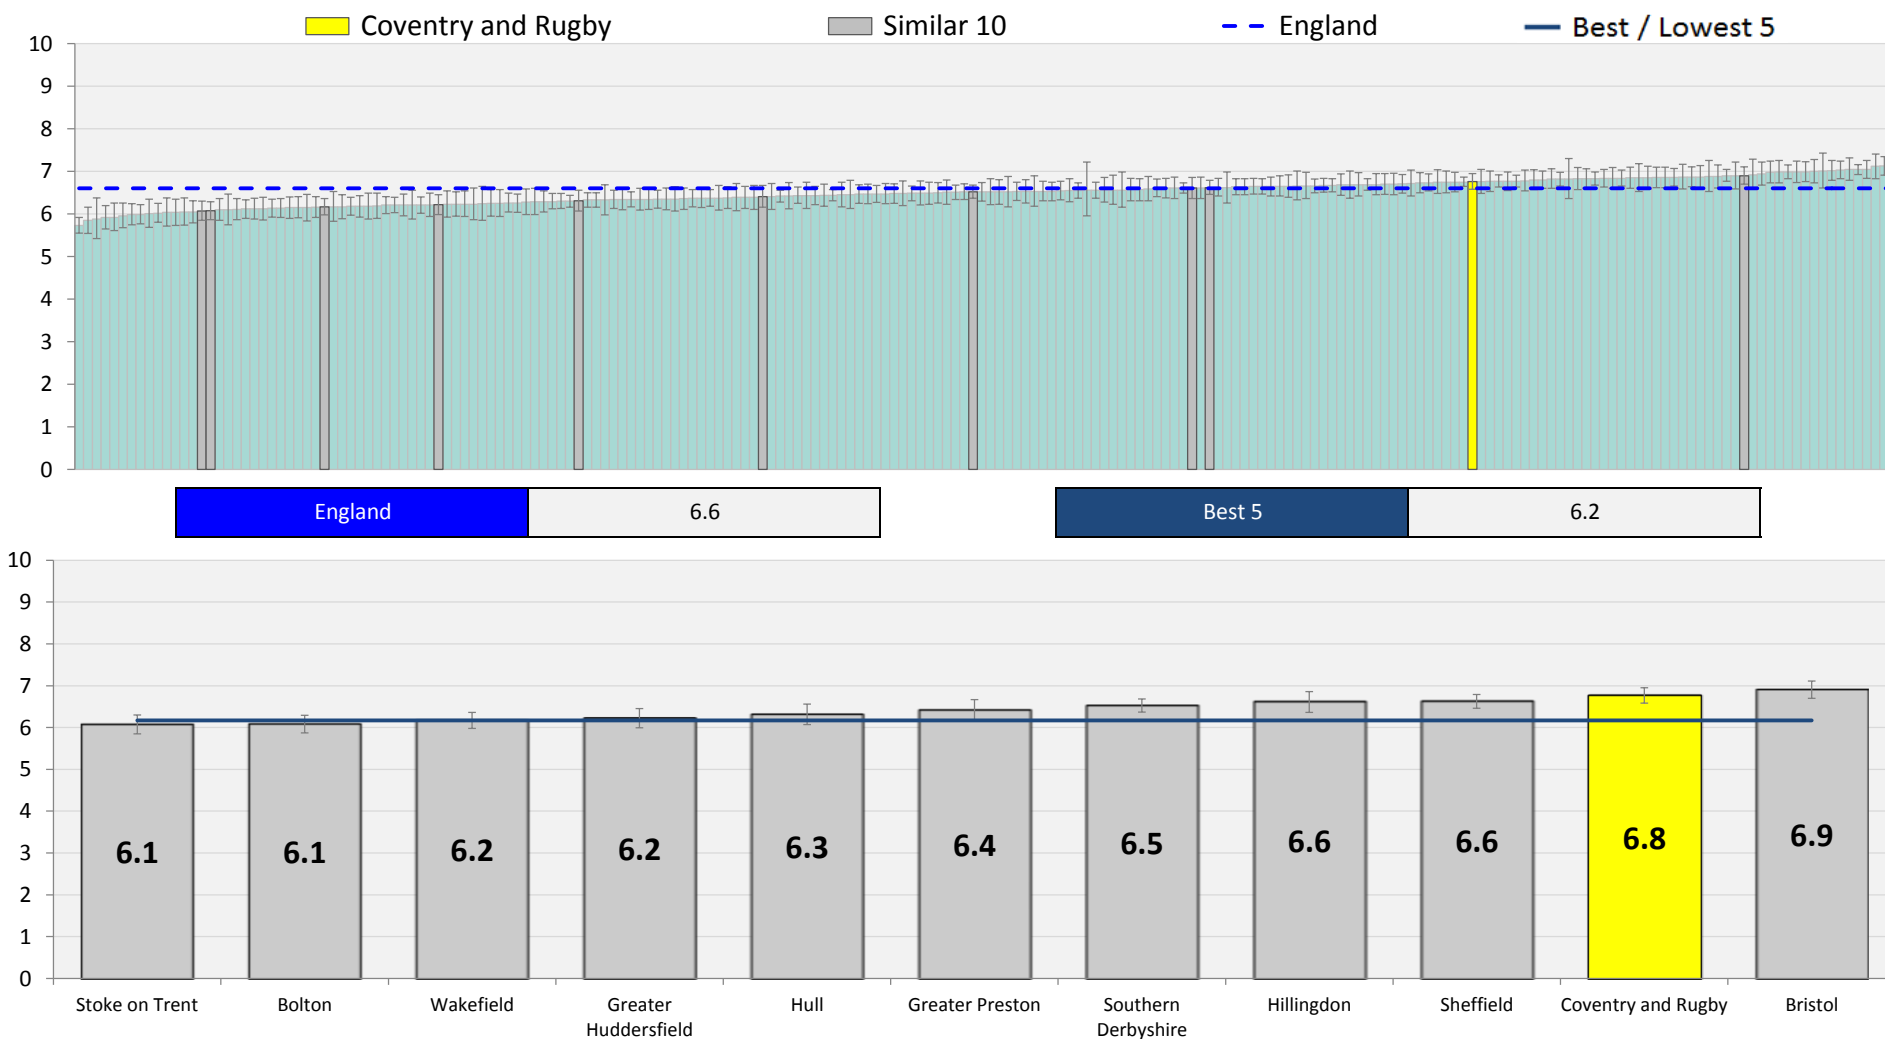 Coventry and Rugby
Similar 10
England
Best / Lowest 5
10
9
8
7
6
5
4
3
2
1
0
England
6.6
Best 5
6.2
10
9
8
7
6
5
4
3
2
1
0
6.1
6.1
6.2
6.2
6.3
6.4
6.5
6.6
6.6
6.8
6.9
Stoke on Trent
Bolton
Wakefield
Greater
Huddersfield
Hull
Greater Preston
Southern
Derbyshire
Hillingdon
Sheffield
Coventry and Rugby
Bristol